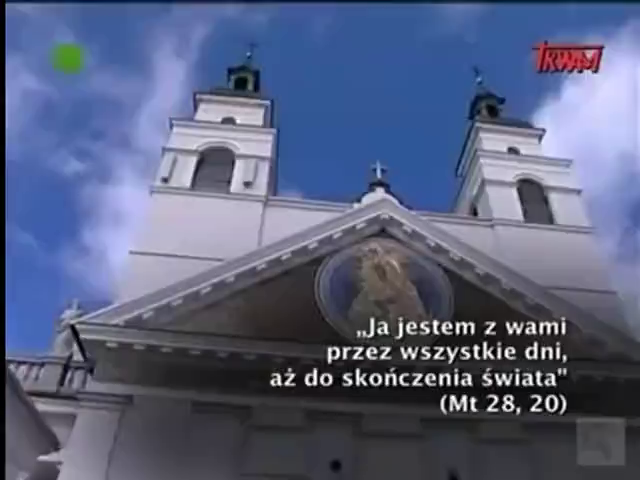 TRWAM
„Ja jestem z wami
przez wszystkie dni,
aż do skończenia świata"
(Mt 28, 20)